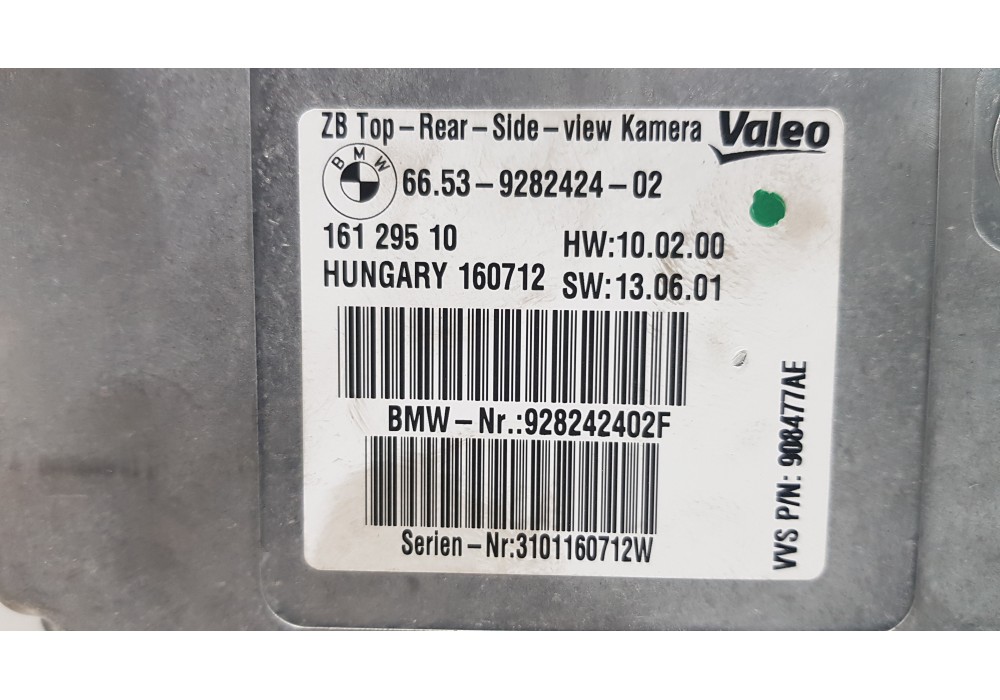 ZB Top-Rear-Side-view Kamera Valeo
BMW
66.53-9282424-02
161 295 10 HW:10.02.00
HUNGARY 160712 SW:13.06.01
BMW-Nr.:928242402F
Serien-Nr:3101160712W
VVS P/N: 908477AE